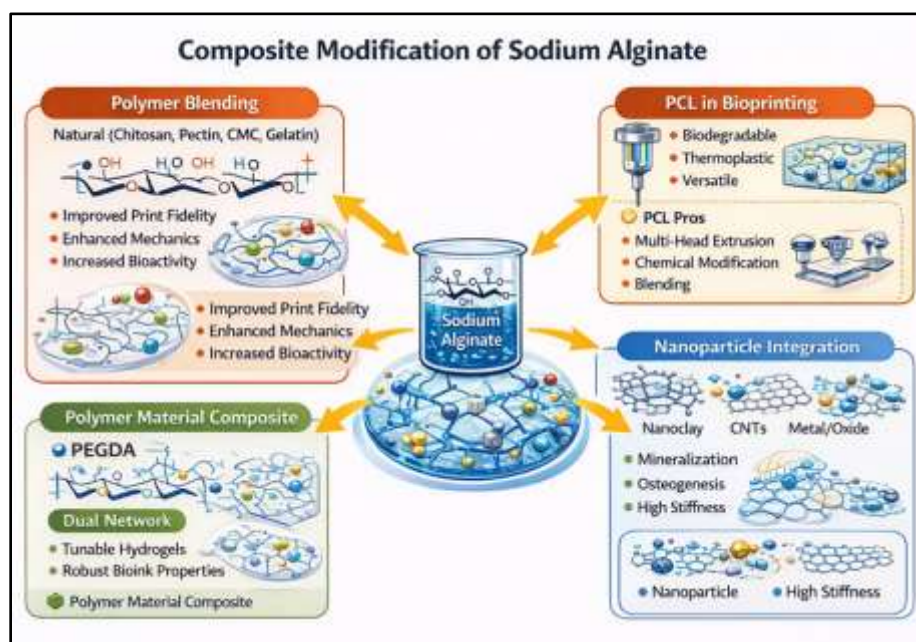 Composite Modification of Sodium Alginate
Polymer Blending
Natural (Chitosan, Pectin, CMC, Gelatin)
OH H O OH H O
Improved Print Fidelity
Enhanced Mechanics
Increased Bioactivity
Improved Print Fidelity
Enhanced Mechanics
Increased Bioactivity
PCL in Bioprinting
Biodegradable
Thermoplastic
Versatile
PCL Pros
Multi-Head Extrusion
Chemical Modification
Blending
OH
Sodium
Alginate
Polymer Material Composite
PEGDA
Dual Network
Tunable Hydrogels
Robust Bioink Properties
Polymer Material Composite
Nanoparticle Integration
Nanoclay CNTs Metal/Oxide
Mineralization
Osteogenesis
High Stiffness
Nanoparticle High Stiffness